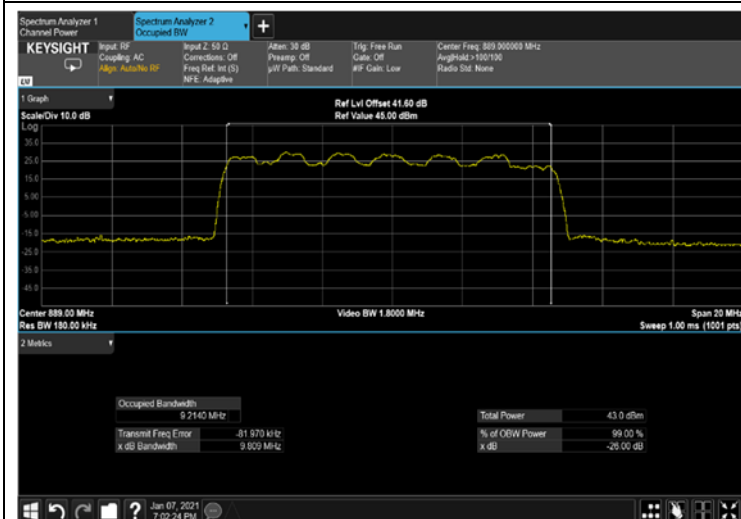 Spectrum Analyzer 1
Channel Power
Spectrum Analyzer 2
Occupied BW
+
KEYSIGHT
Input: RF
Coupling: AC
Align: Auto/No RF
Input Z: 50 Ω
Corrections: Off
Freq Ref: Int (S)
NFE: Adaptive
Atten: 30 dB
Preamp: Off
µW Path: Standard
Trig: Free Run
Gate: Off
#IF Gain: Low
Center Freq: 889.000000 MHz
Avg|Hold:>100/100
Radio Std: None
1 Graph
Scale/Div 10.0 dB
Ref Lvl Offset 41.60 dB
Ref Value 45.00 dBm
Log
35.0
25.0
15.0
5.00
-5.00
-15.0
-25.0
-35.0
-45.0
Center 889.00 MHz
Res BW 180.00 kHz
Video BW 1.8000 MHz
Span 20 MHz
Sweep 1.00 ms (1001 pts)
2 Metrics
Occupied Bandwidth
9.2140 MHz
Transmit Freq Error -81.970 kHz
x dB Bandwidth 9.809 MHz
Total Power 43.0 dBm
% of OBW Power 99.00 %
x dB -26.00 dB
?
Jan 07, 2021
7:02:24 PM